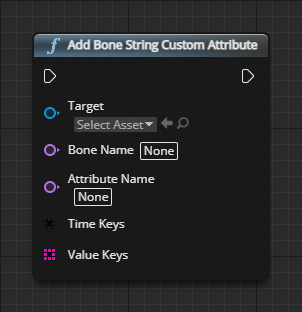 Add Bone String Custom Attribute
Target
Select Asset
Bone Name None
Attribute Name
None
Time Keys
Value Keys